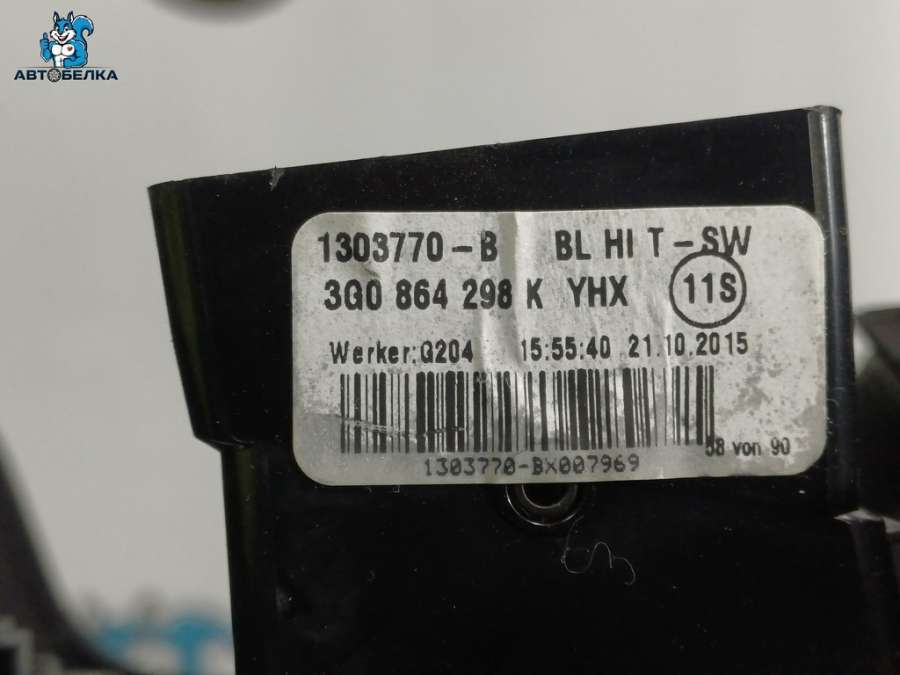 АВТОБЕЛКА
1303770-B BL HI T-SW
3G0 864 298 K YHX 11S
Werker:G204 15:55:40 21.10.2015
58 von 90
1303770-BX007969